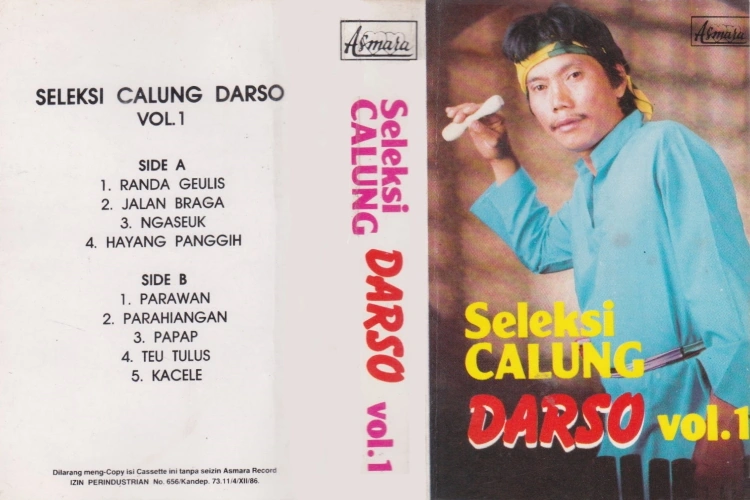 SELEKSI CALUNG DARSO
VOL.1
SIDE A
1. RANDA GEULIS
2. JALAN BRAGA
3. NGASEUK
4. HAYANG PANGGIH
SIDE B
1. PARAWAN
2. PARAHIANGAN
3. PAPAP
4. TEU TULUS
5. KACELE
Dilarang meng-Copy isi Cassette ini tanpa seizin Asmara Record
IZIN PERINDUSTRIAN No. 656/Kandep. 73.11/4/XII/86.
Asmara
Seleksi
CALUNG
DARSO
vol.1
Asmara
Seleksi
CALUNG
DARSO vol.1